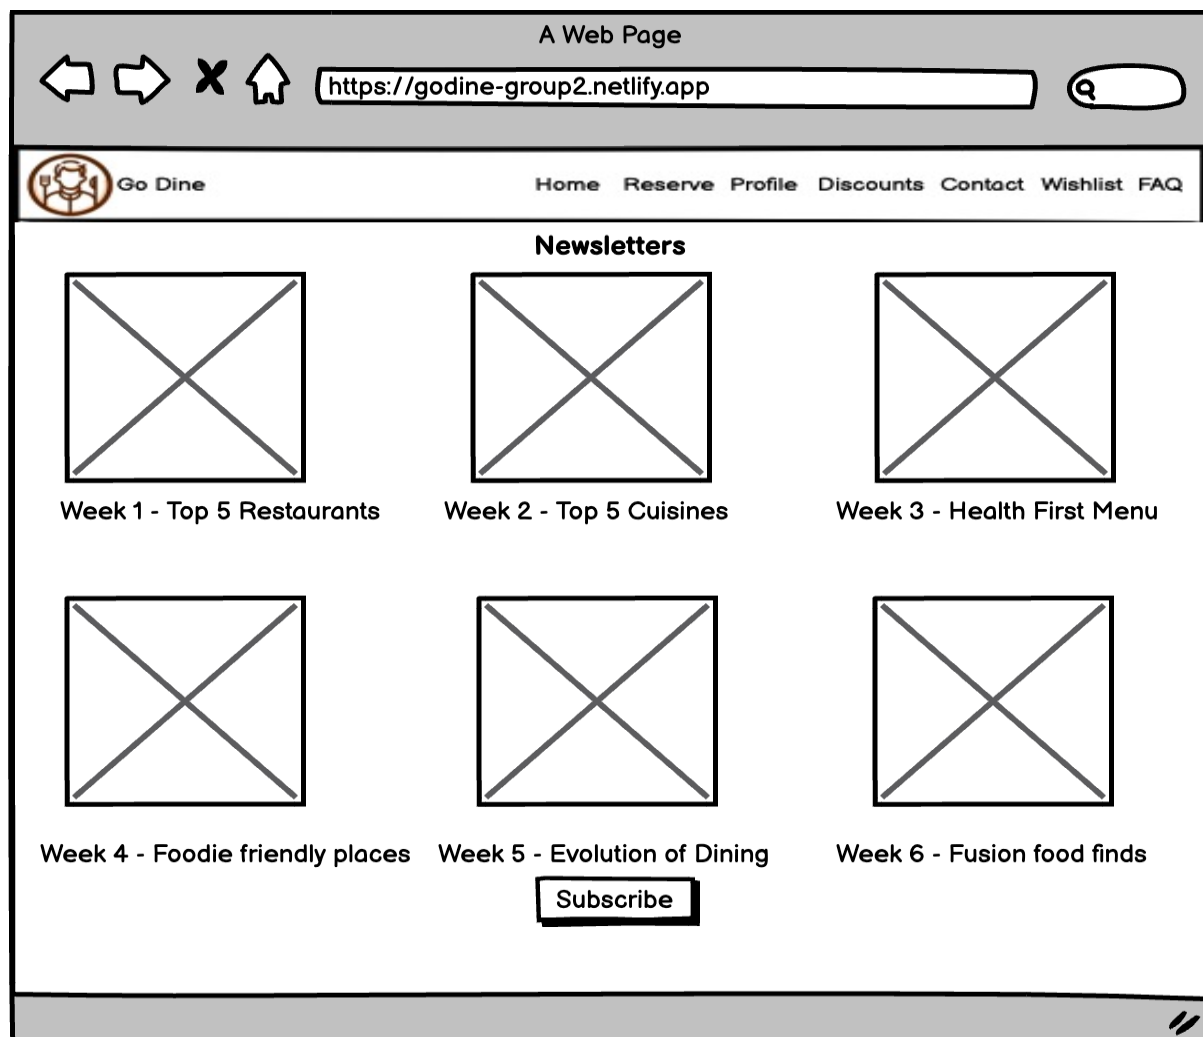 A Web Page
https://godine-group2.netlify.app
Go Dine Home Reserve Profile Discounts Contact Wishlist FAQ
Newsletters
Week 1 - Top 5 Restaurants Week 2 - Top 5 Cuisines Week 3 - Health First Menu
Week 4 - Foodie friendly places Week 5 - Evolution of Dining Week 6 - Fusion food finds
Subscribe